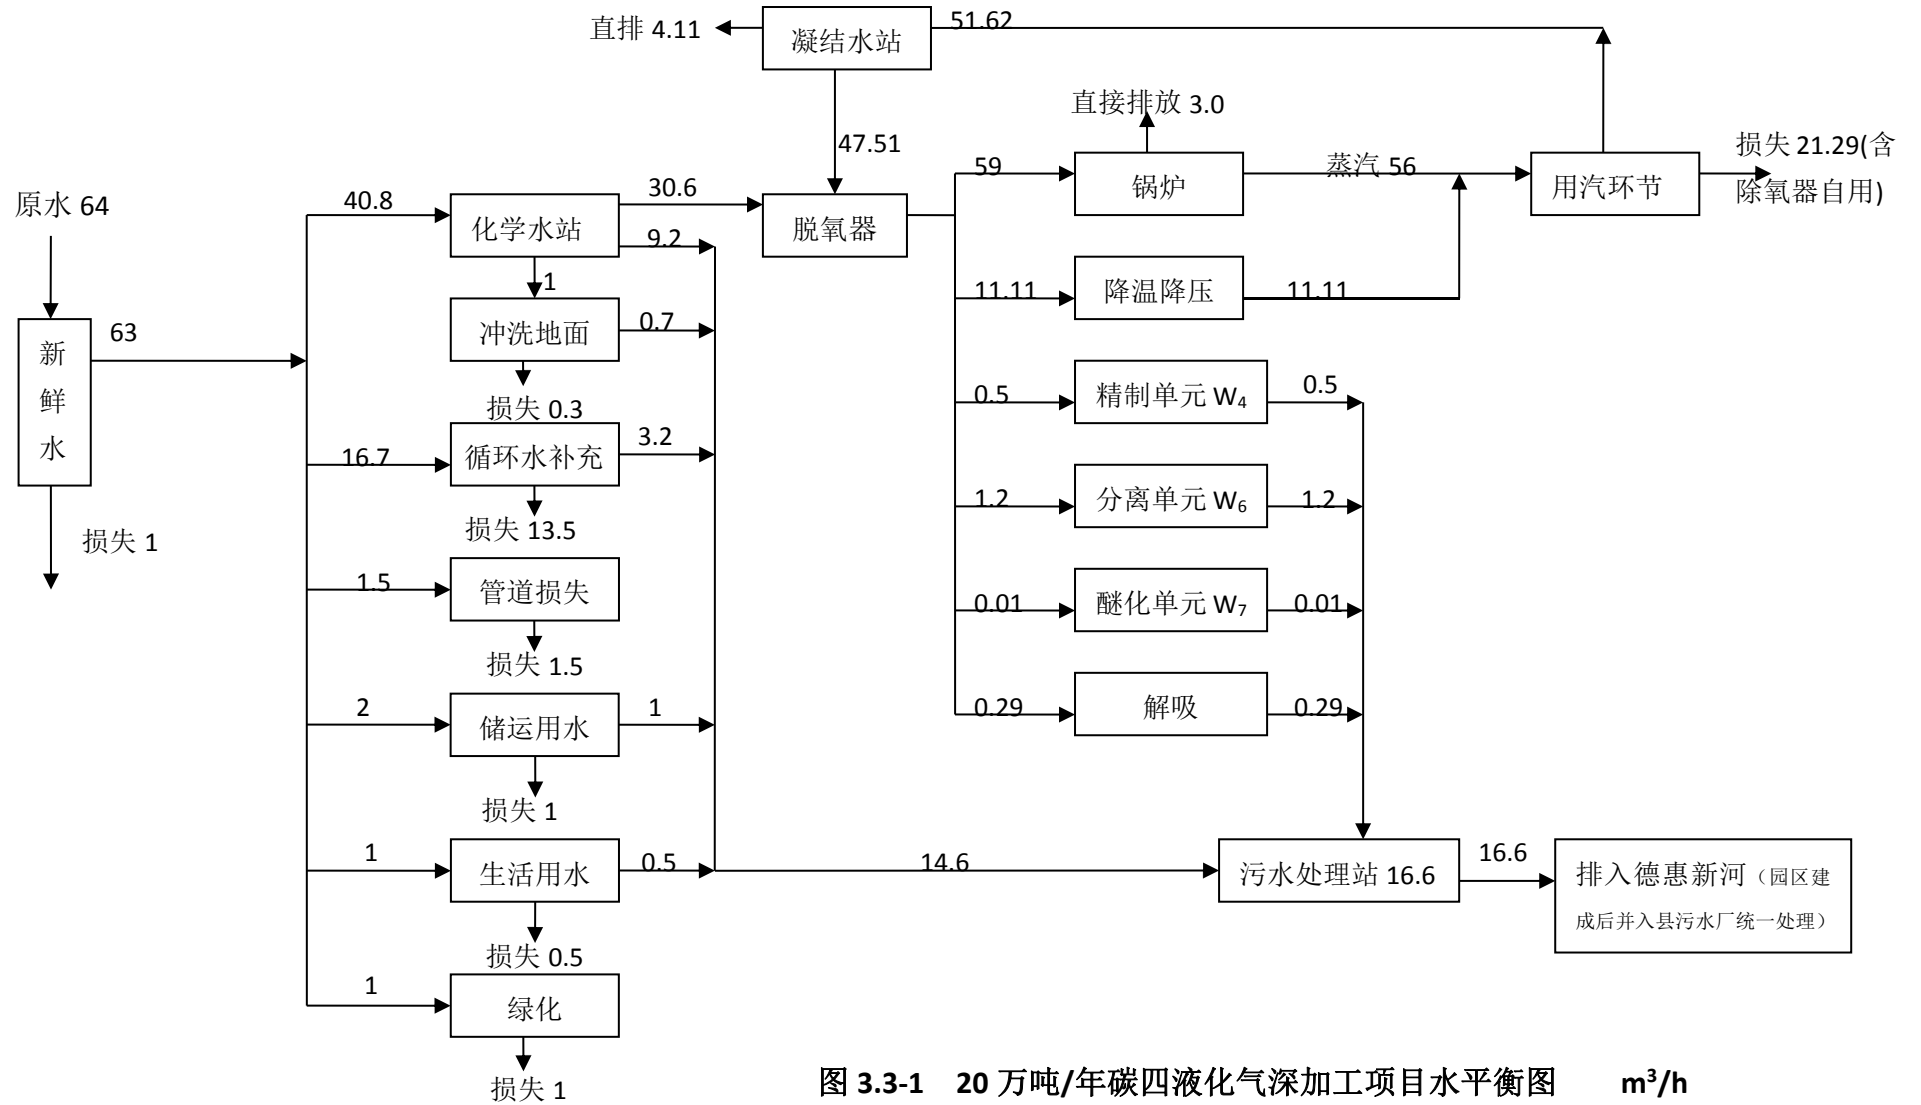 直排 4.11
凝结水站
51.62
直接排放 3.0
47.51
损失 21.29(含
除氧器自用)
原水 64
40.8
化学水站
30.6
9.2
脱氧器
59
锅炉
蒸汽 56
用汽环节
1
冲洗地面
0.7
损失 0.3
11.11
降温降压
11.11
新
鲜
水
63
损失 1
16.7
循环水补充
3.2
损失 13.5
0.5
精制单元 W₄
0.5
1.2
分离单元 W₆
1.2
1.5
管道损失
损失 1.5
0.01
醚化单元 W₇
0.01
2
储运用水
1
损失 1
0.29
解吸
0.29
1
生活用水
0.5
损失 0.5
14.6
污水处理站 16.6
16.6
排入德惠新河（园区建
成后并入县污水厂统一处理）
1
绿化
损失 1
图 3.3-1 20 万吨/年碳四液化气深加工项目水平衡图 m³/h